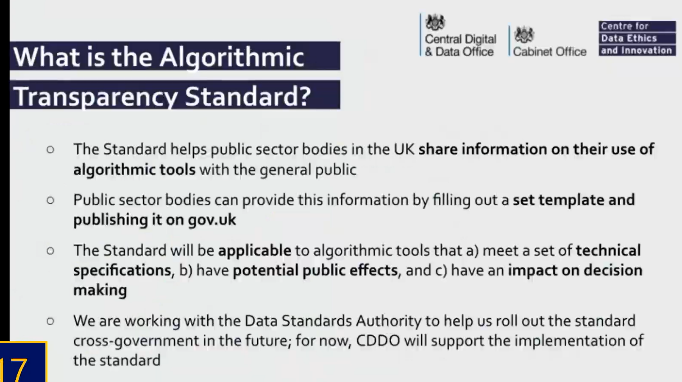 Central Digital
& Data Office
Cabinet Office
Centre for
Data Ethics
and Innovation
What is the Algorithmic
Transparency Standard?
○ The Standard helps public sector bodies in the UK share information on their use of
algorithmic tools with the general public
○ Public sector bodies can provide this information by filling out a set template and
publishing it on gov.uk
○ The Standard will be applicable to algorithmic tools that a) meet a set of technical
specifications, b) have potential public effects, and c) have an impact on decision
making
○ We are working with the Data Standards Authority to help us roll out the standard
cross-government in the future; for now, CDDO will support the implementation of
the standard
17